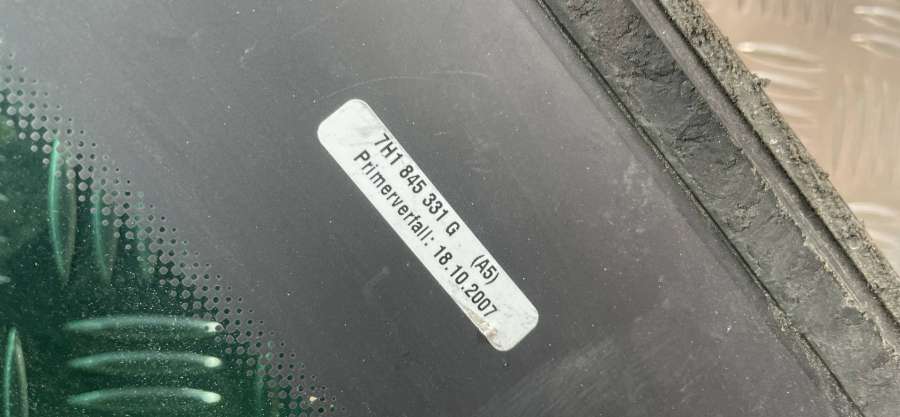 7H1 845 331 G (A5)
Primerverfall: 18.10.2007